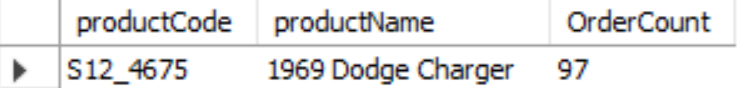 productCode productName OrderCount
S12_4675 1969 Dodge Charger 97